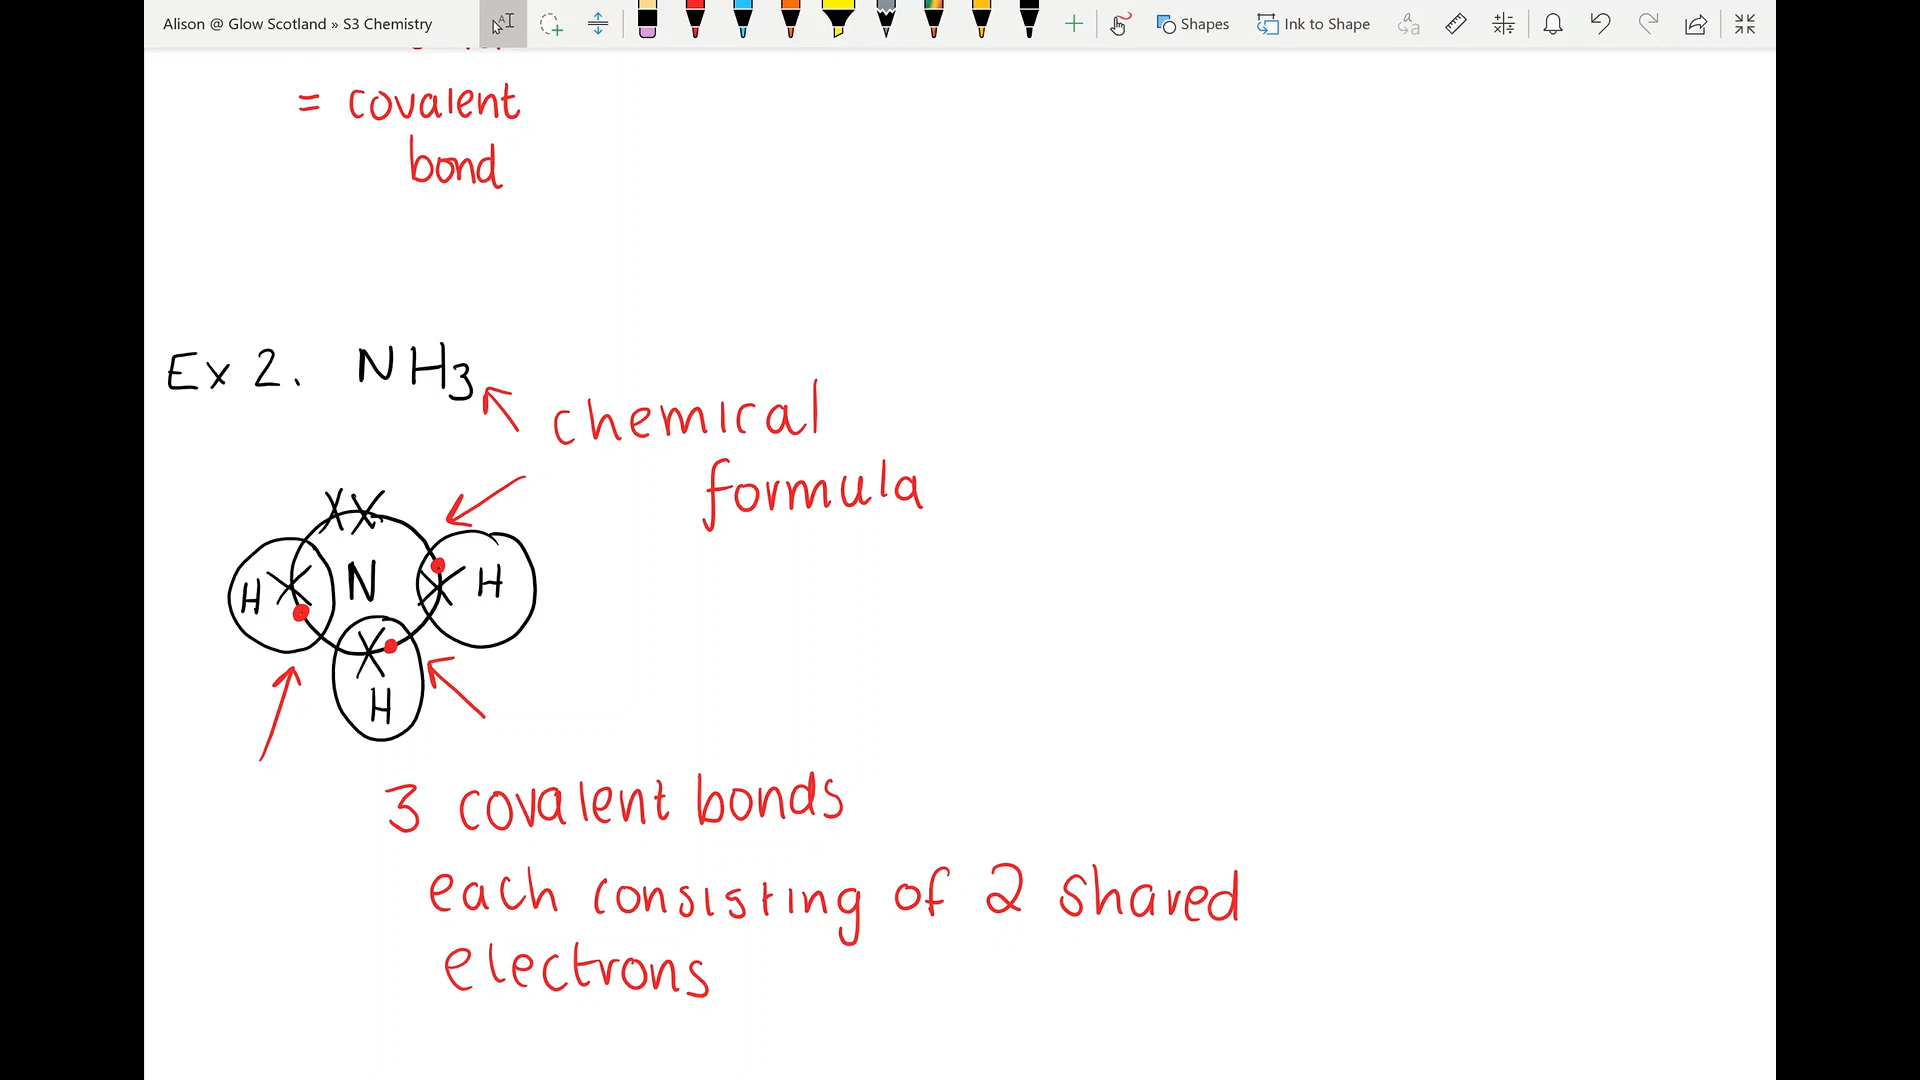 Alison @ Glow Scotland » S3 Chemistry
Shapes
Ink to Shape
= covalent
bond
Ex 2. NH3
chemical
formula
XX
H X N X H
X
H
3 covalent bonds
each consisting of 2 shared
electrons